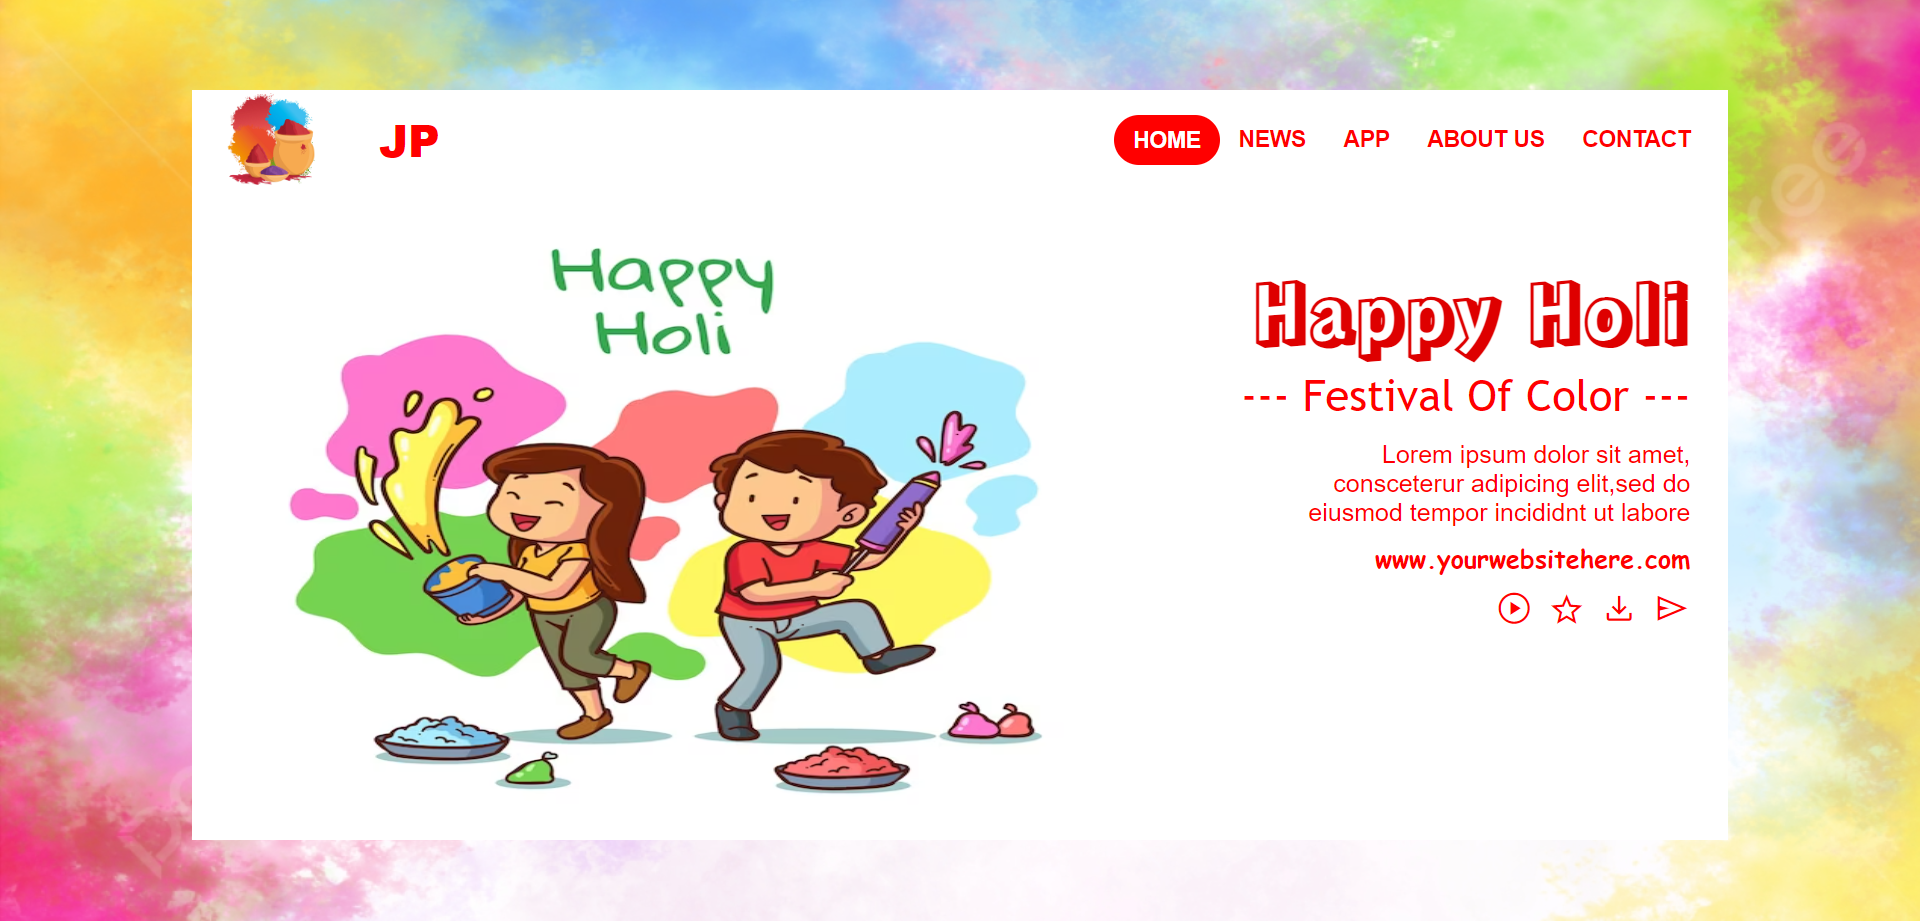 JP
HOME NEWS APP ABOUT US CONTACT
Happy
Holi
Happy Holi
--- Festival Of Color ---
Lorem ipsum dolor sit amet,
consceterur adipicing elit,sed do
eiusmod tempor incididnt ut labore
www.yourwebsitehere.com